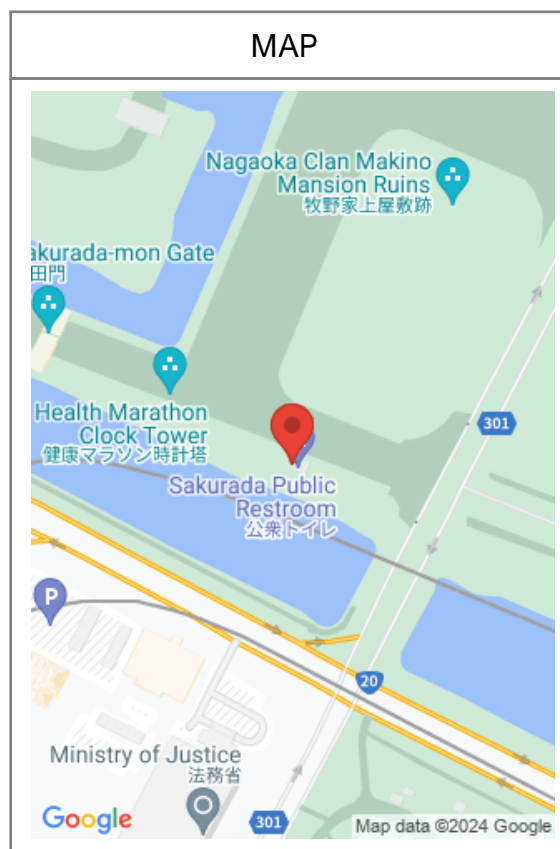 MAP
Nagaoka Clan Makino
Mansion Ruins
牧野家上屋敷跡
akurada-mon Gate
田門
Health Marathon
Clock Tower
健康マラソン時計塔
301
Sakurada Public
Restroom
公衆トイレ
P
20
Ministry of Justice
法務省
Google
301
Map data ©2024 Google